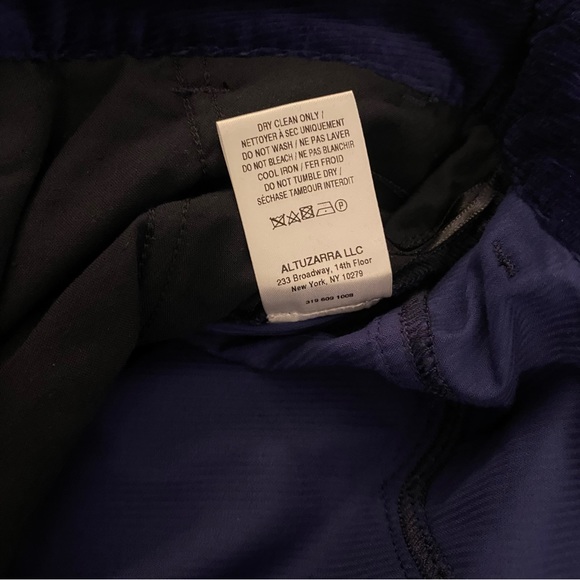 DRY CLEAN ONLY /
NETTOYER À SEC UNIQUEMENT
DO NOT WASH / NE PAS LAVER
DO NOT BLEACH / NE PAS BLANCHIR
COOL IRON / FER FROID
DO NOT TUMBLE DRY /
SÉCHASE TAMBOUR INTERDIT
P
ALTUZARRA LLC
233 Broadway, 14th Floor
New York, NY 10279